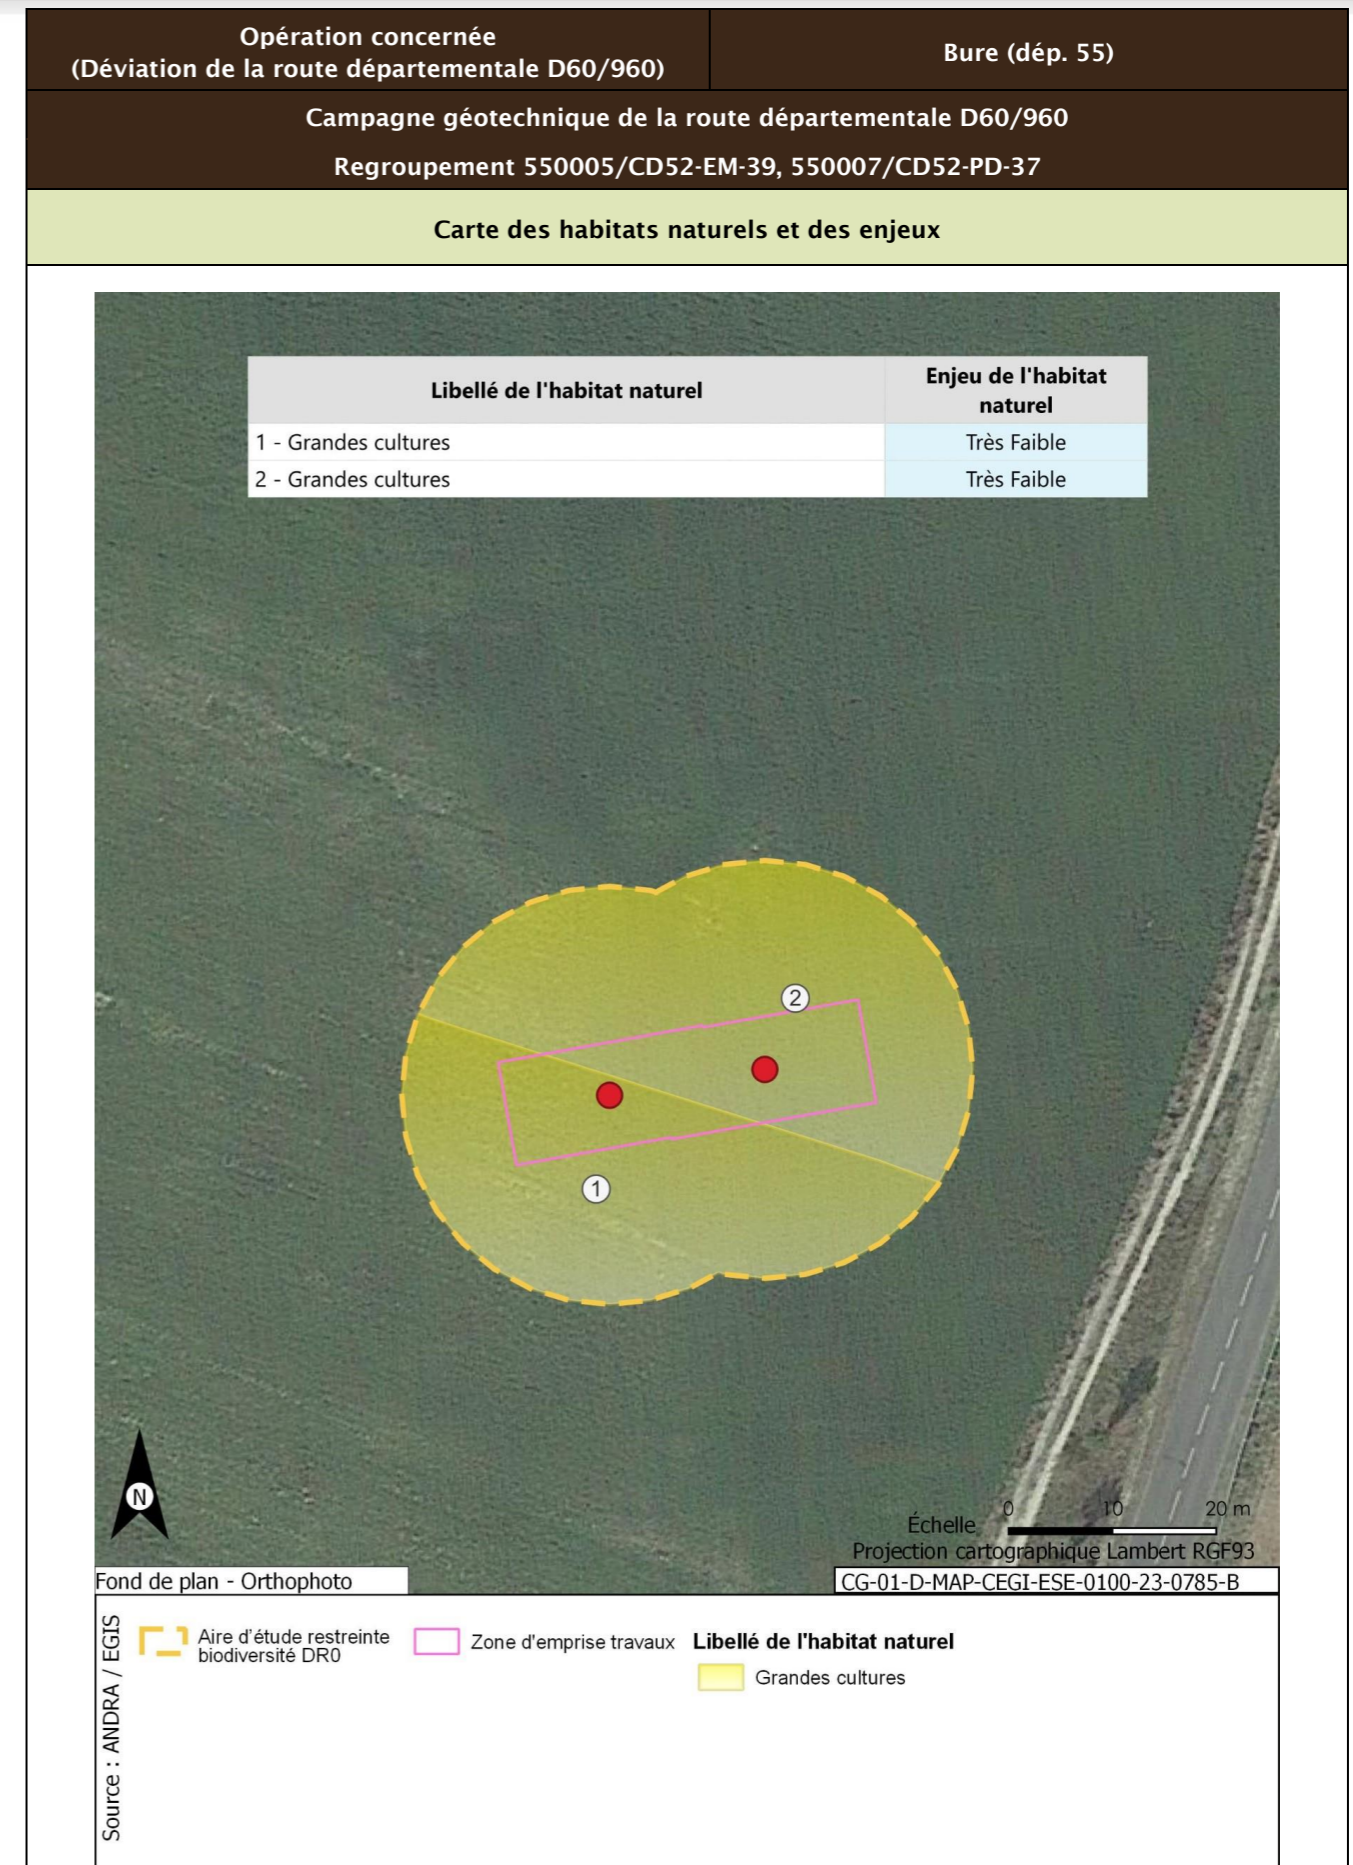 Opération concernée
(Déviation de la route départementale D60/960)
Bure (dép. 55)
Campagne géotechnique de la route départementale D60/960
Regroupement 550005/CD52-EM-39, 550007/CD52-PD-37
Carte des habitats naturels et des enjeux
Libellé de l'habitat naturel
Enjeu de l'habitat
naturel
1 - Grandes cultures
Très Faible
2 - Grandes cultures
Très Faible
2
1
N
0 10 20 m
Échelle
Projection cartographique Lambert RGF93
Fond de plan - Orthophoto
CG-01-D-MAP-CEGI-ESE-0100-23-0785-B
Source : ANDRA / EGIS
Aire d'étude restreinte
biodiversité DR0
Zone d'emprise travaux
Libellé de l'habitat naturel
Grandes cultures